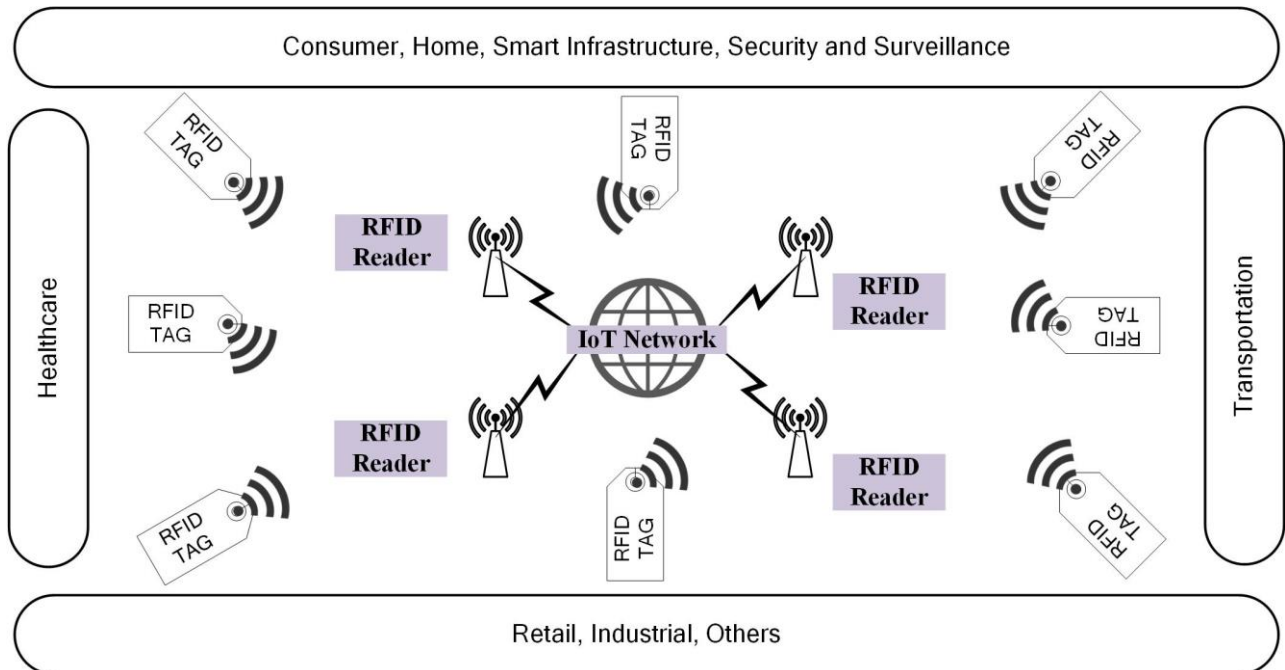 Consumer, Home, Smart Infrastructure, Security and Surveillance
RFID
TAG
RFID
TAG
RFID
TAG
Healthcare
RFID
Reader
RFID
Reader
RFID
TAG
IoT Network
RFID
TAG
Transportation
RFID
Reader
RFID
Reader
RFID
TAG
RFID
TAG
RFID
TAG
Retail, Industrial, Others